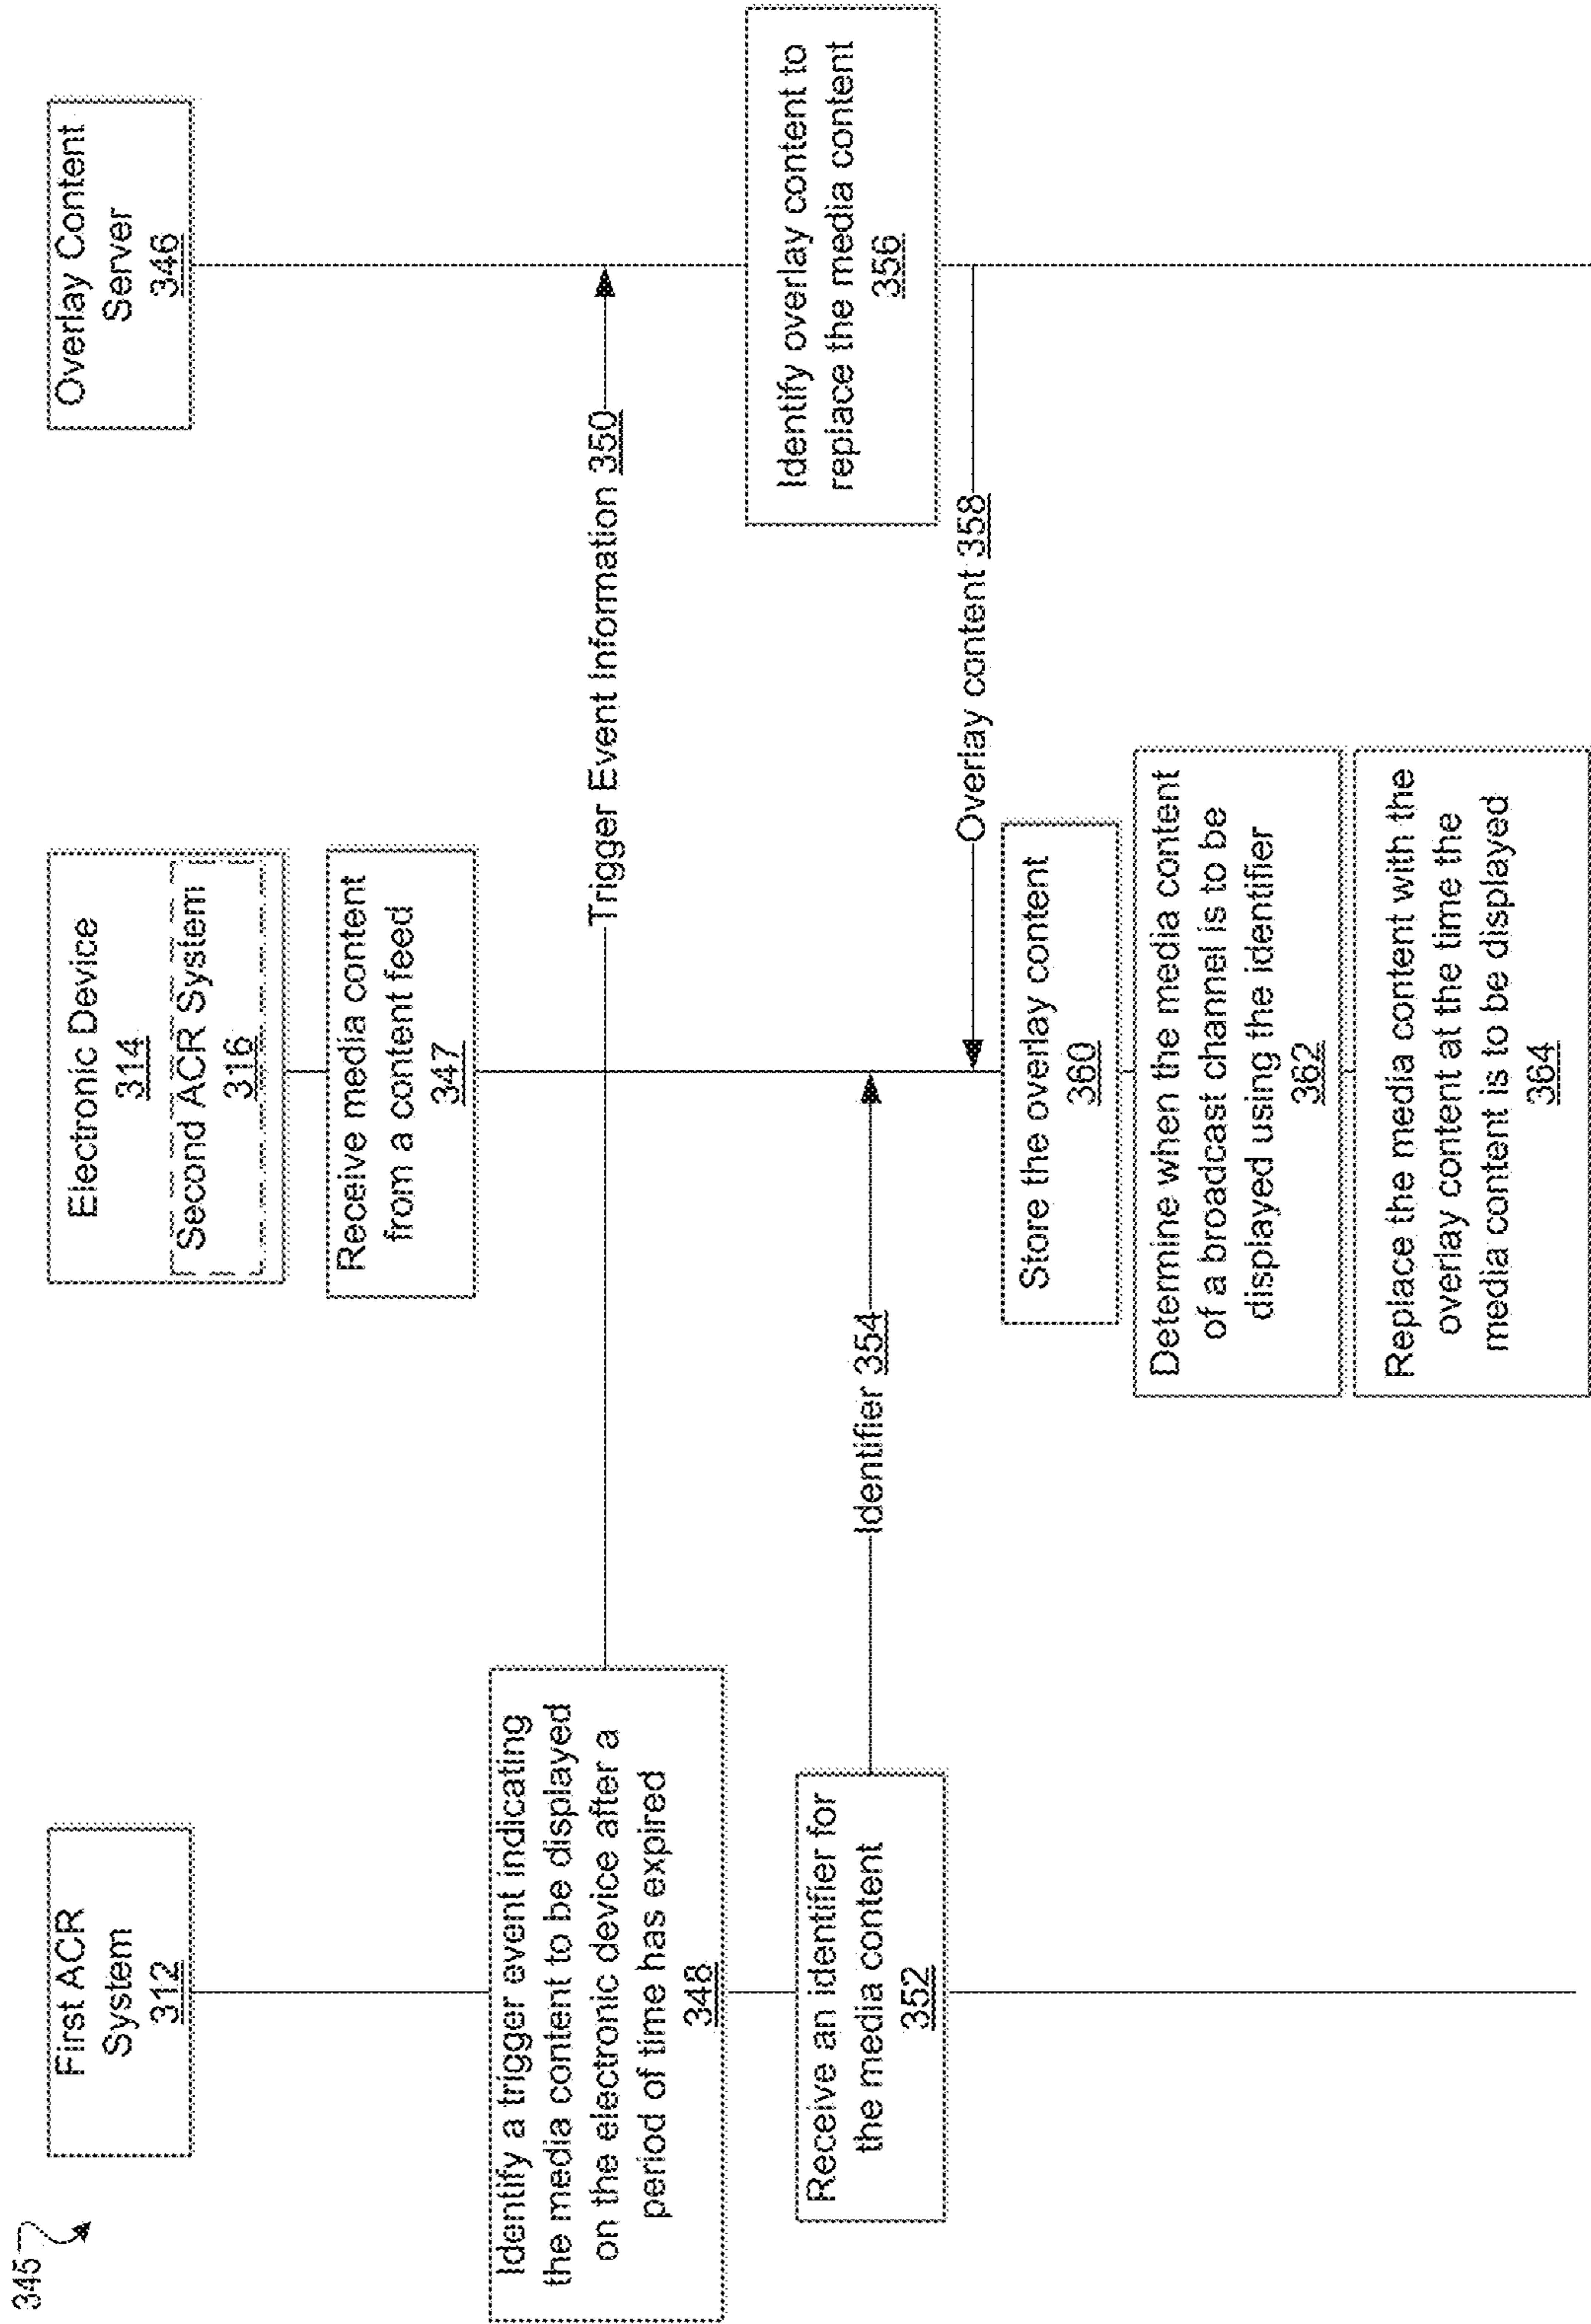 345
First ACR
System
312
Electronic Device
314
Second ACR System
316
Overlay Content
Server
346
Receive media content
from a content feed
347
Identify a trigger event indicating
the media content to be displayed
on the electronic device after a
period of time has expired
348
Trigger Event Information 350
Receive an identifier for
the media content
352
Identifier 354
Identify overlay content to
replace the media content
356
Overlay content 358
Store the overlay content
360
Determine when the media content
of a broadcast channel is to be
displayed using the identifier
362
Replace the media content with the
overlay content at the time the
media content is to be displayed
364